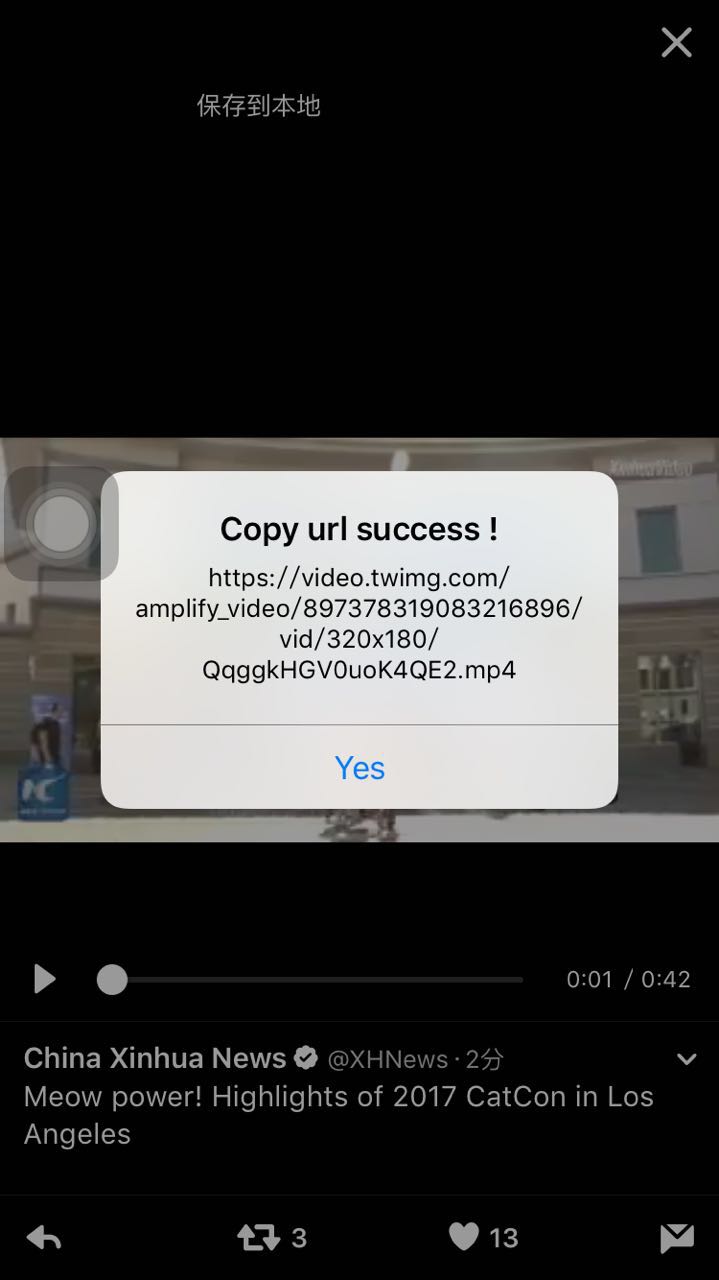 保存到本地
XinhuaVideo
Copy url success !
https://video.twimg.com/
amplify_video/897378319083216896/
vid/320x180/
QqggkHGV0uoK4QE2.mp4
Yes
0:01 / 0:42
China Xinhua News @XHNews · 2分
Meow power! Highlights of 2017 CatCon in Los
Angeles
3 13